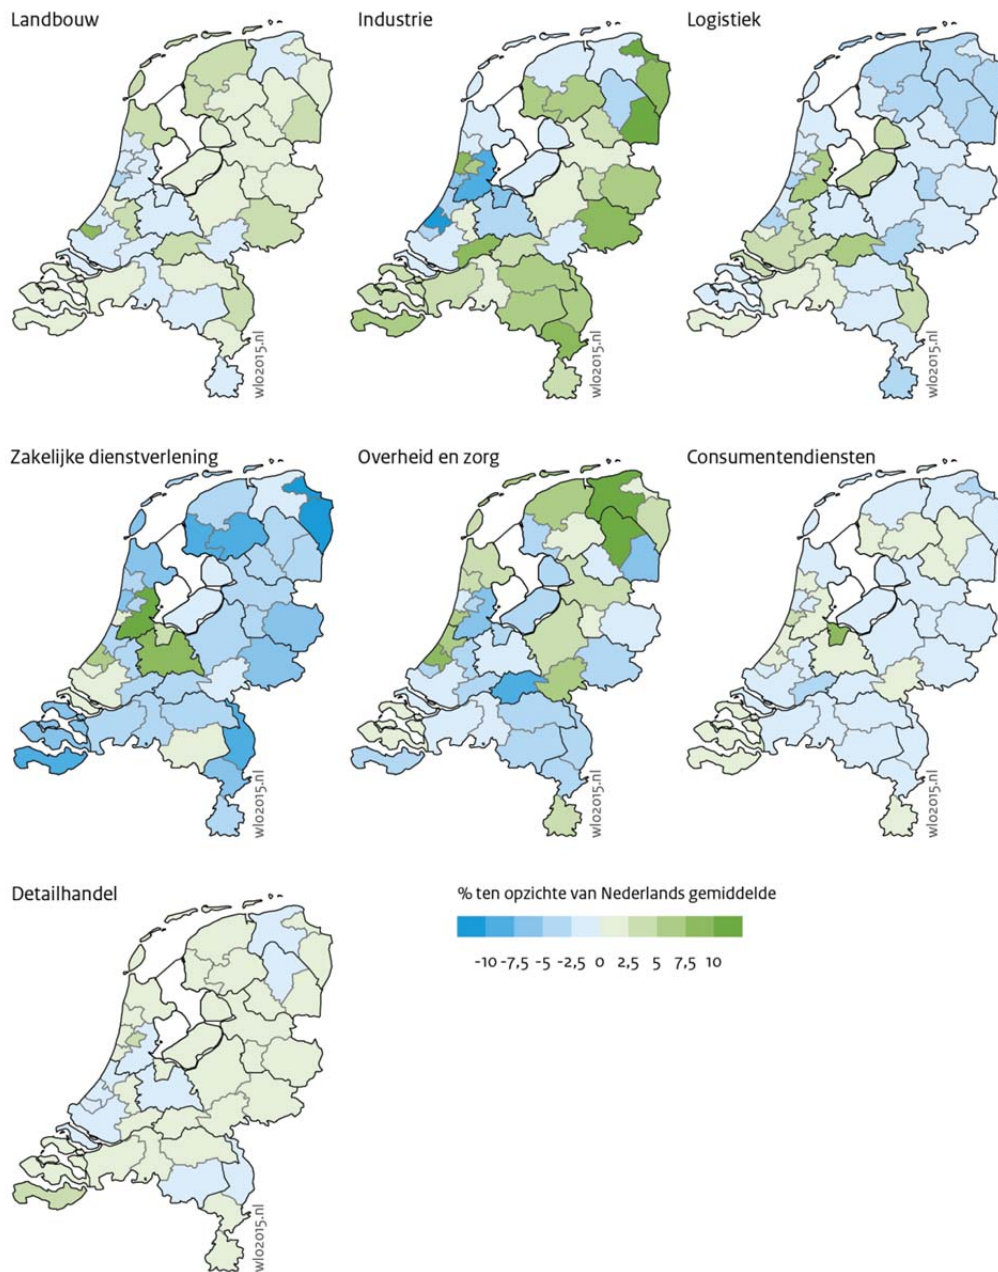 Landbouw
Industrie
Logistiek
wlo2015.nl
wlo2015.nl
wlo2015.nl
Zakelijke dienstverlening
Overheid en zorg
Consumentendiensten
wlo2015.nl
wlo2015.nl
wlo2015.nl
Detailhandel
% ten opzichte van Nederlands gemiddelde
-10 -7,5 -5 -2,5 0 2,5 5 7,5 10
wlo2015.nl